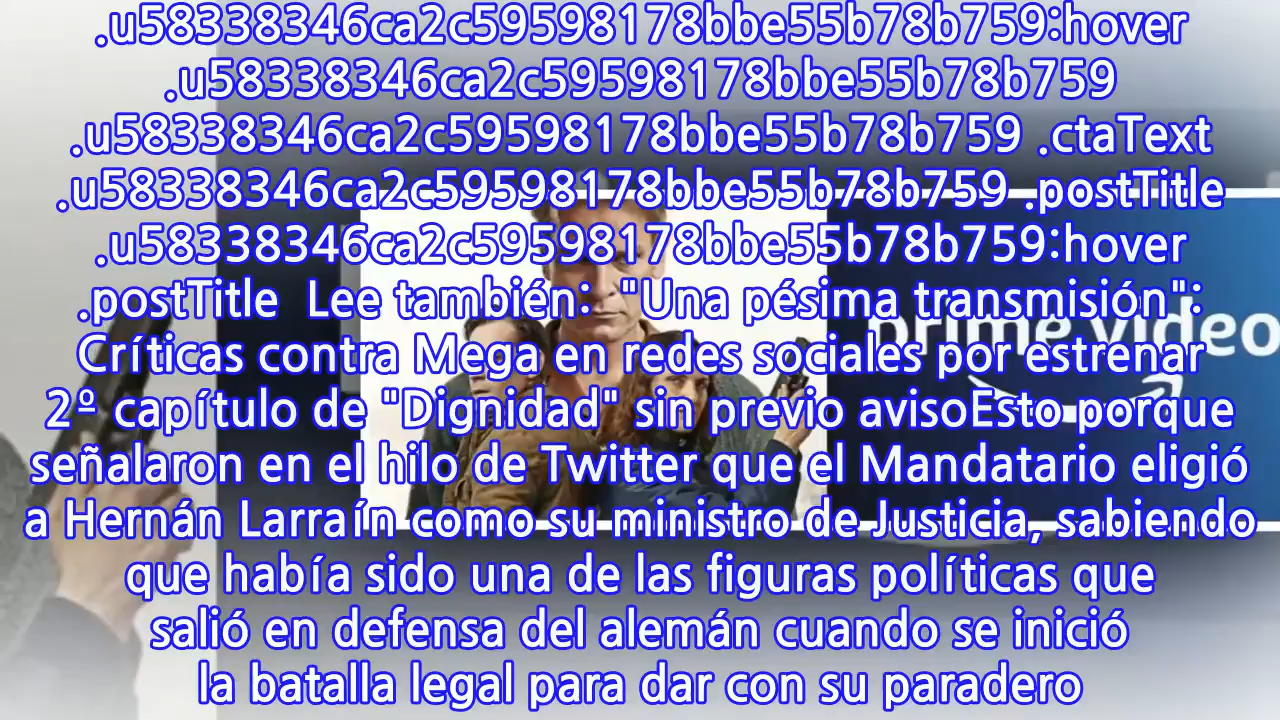 .u58338346ca2c59598178bbe55b78b759:hover
.u58338346ca2c59598178bbe55b78b759
.u58338346ca2c59598178bbe55b78b759 .ctaText
.u58338346ca2c59598178bbe55b78b759 .postTitle
.u58338346ca2c59598178bbe55b78b759:hover
.postTitle  Lee también:  "Una pésima transmisión":
Críticas contra Mega en redes sociales por estrenar
2º capítulo de "Dignidad" sin previo avisoEsto porque
señalaron en el hilo de Twitter que el Mandatario eligió
a Hernán Larraín como su ministro de Justicia, sabiendo
que había sido una de las figuras políticas que
salió en defensa del alemán cuando se inició
la batalla legal para dar con su paradero
prime video